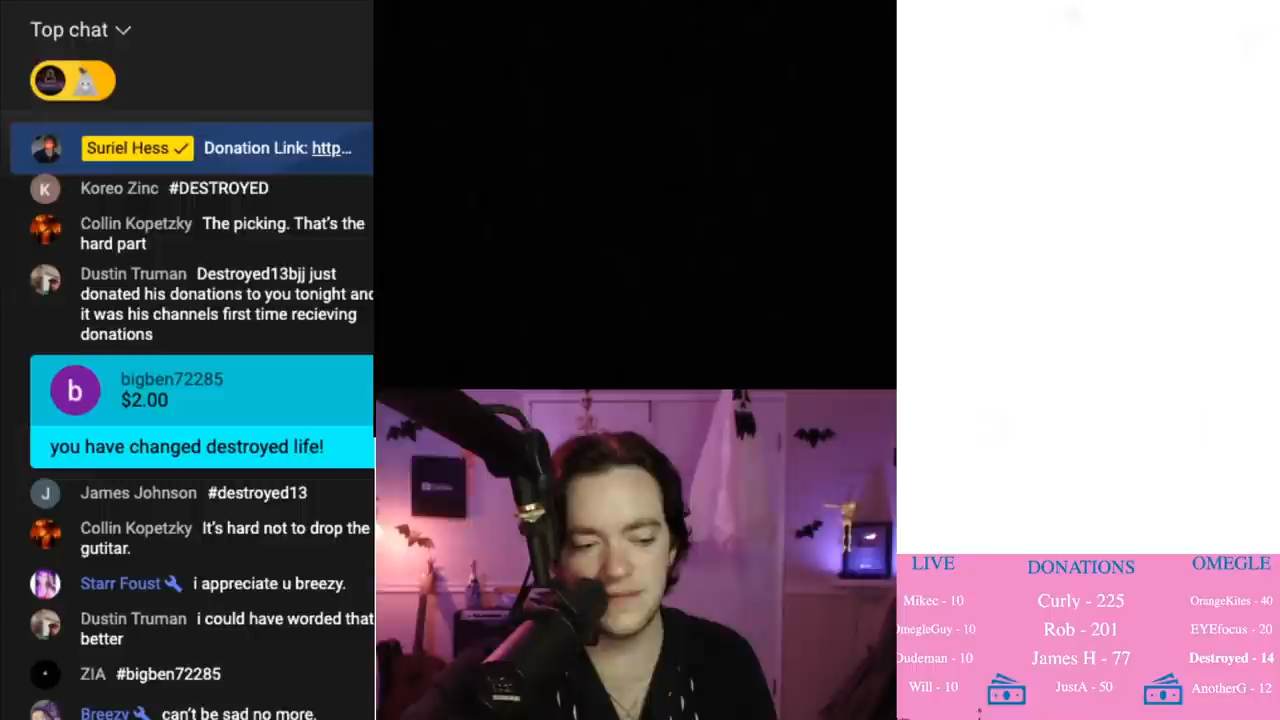 Top chat
Suriel Hess Donation Link: http...
Koreo Zinc #DESTROYED
Collin Kopetzky The picking. That's the
hard part
Dustin Truman Destroyed13bjj just
donated his donations to you tonight and
it was his channels first time recieving
donations
b
bigben72285
$2.00
you have changed destroyed life!
J
James Johnson #destroyed13
Collin Kopetzky It's hard not to drop the
gutitar.
Starr Foust i appreciate u breezy.
Dustin Truman i could have worded that
better
ZIA #bigben72285
Breezy can't be sad no more.
LIVE
Mikec - 10
OmegleGuy - 10
Dudeman - 10
Will - 10
DONATIONS
Curly - 225
Rob - 201
James H - 77
JustA - 50
OMEGLE
OrangeKites - 40
EYEfocus - 20
Destroyed - 14
AnotherG - 12